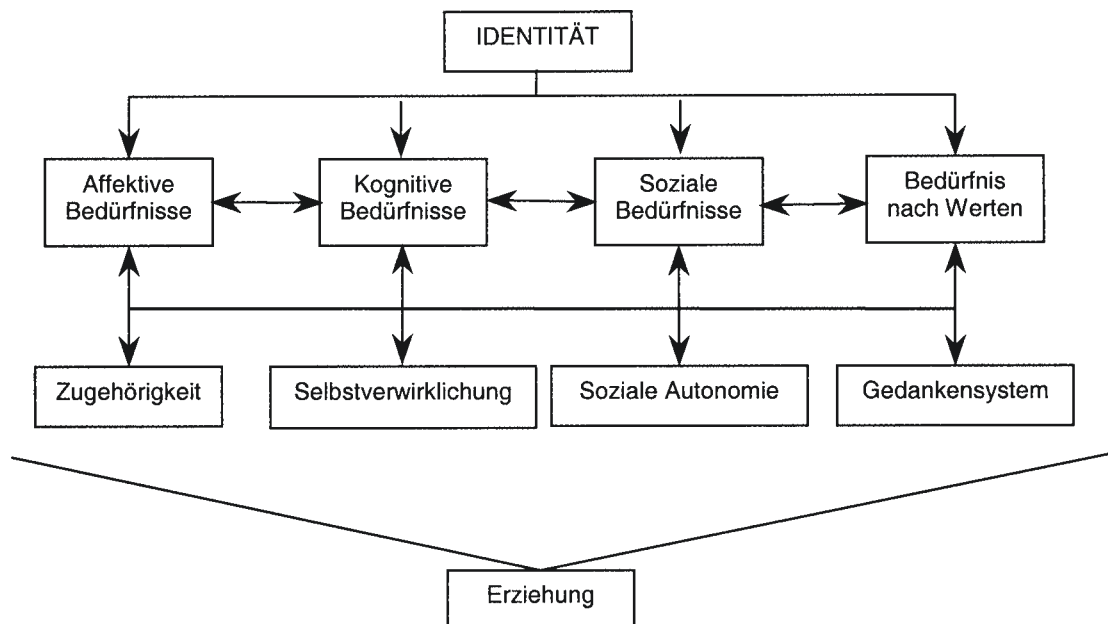 IDENTITÄT
Affektive
Bedürfnisse
Kognitive
Bedürfnisse
Soziale
Bedürfnisse
Bedürfnis
nach Werten
Zugehörigkeit
Selbstverwirklichung
Soziale Autonomie
Gedankensystem
Erziehung